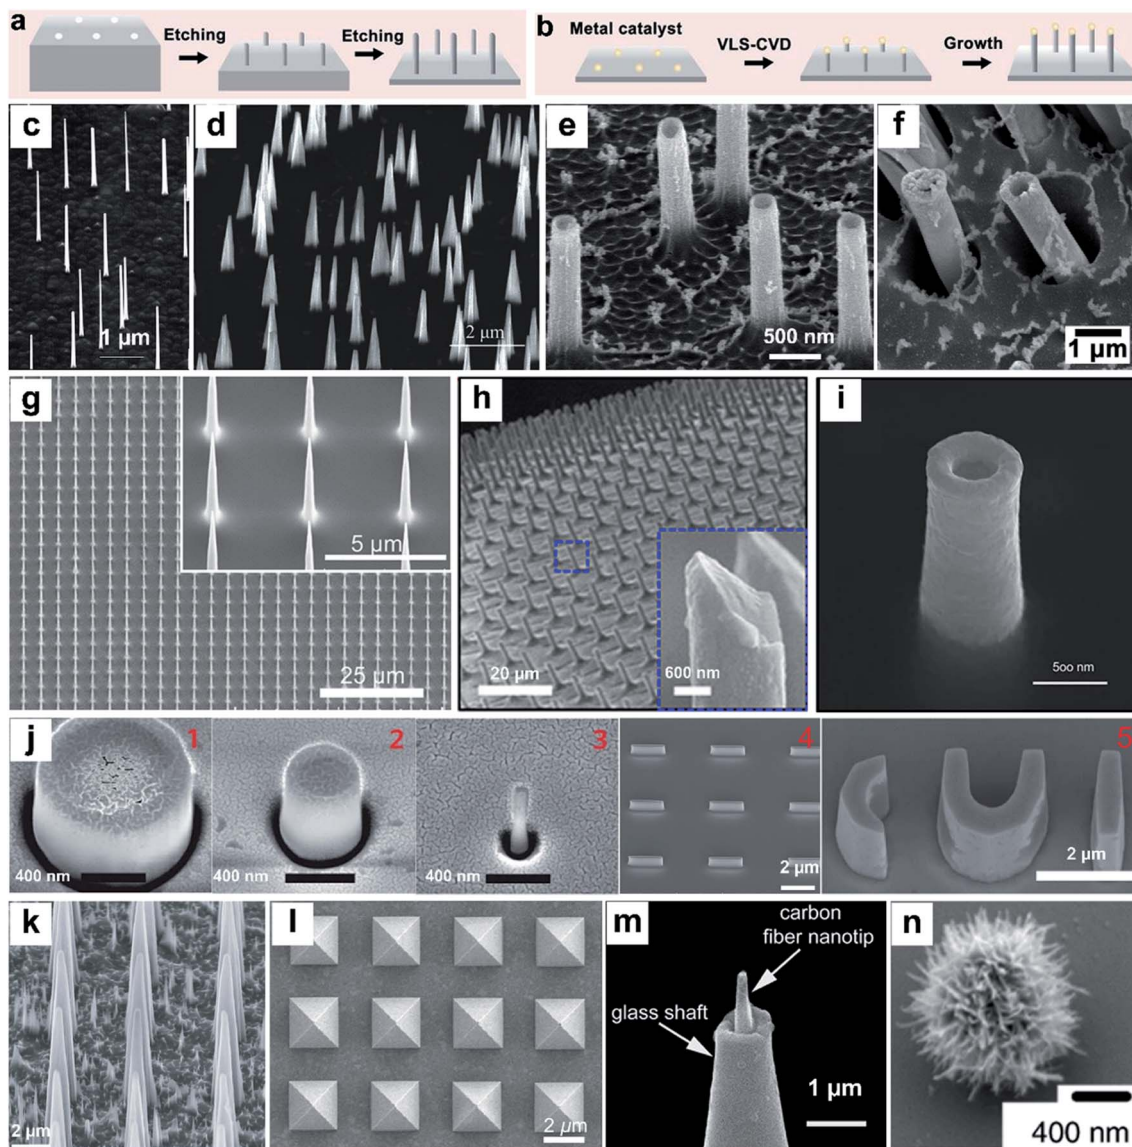 a
Etching
Etching
b
Metal catalyst
VLS-CVD
Growth
c
1 µm
d
2 µm
e
500 nm
f
1 µm
g
5 µm
25 µm
h
20 µm
600 nm
i
5oo nm
j
1
400 nm
2
400 nm
3
400 nm
4
2 µm
5
2 µm
k
2 µm
l
2 µm
m
carbon
fiber nanotip
glass shaft
1 µm
n
400 nm